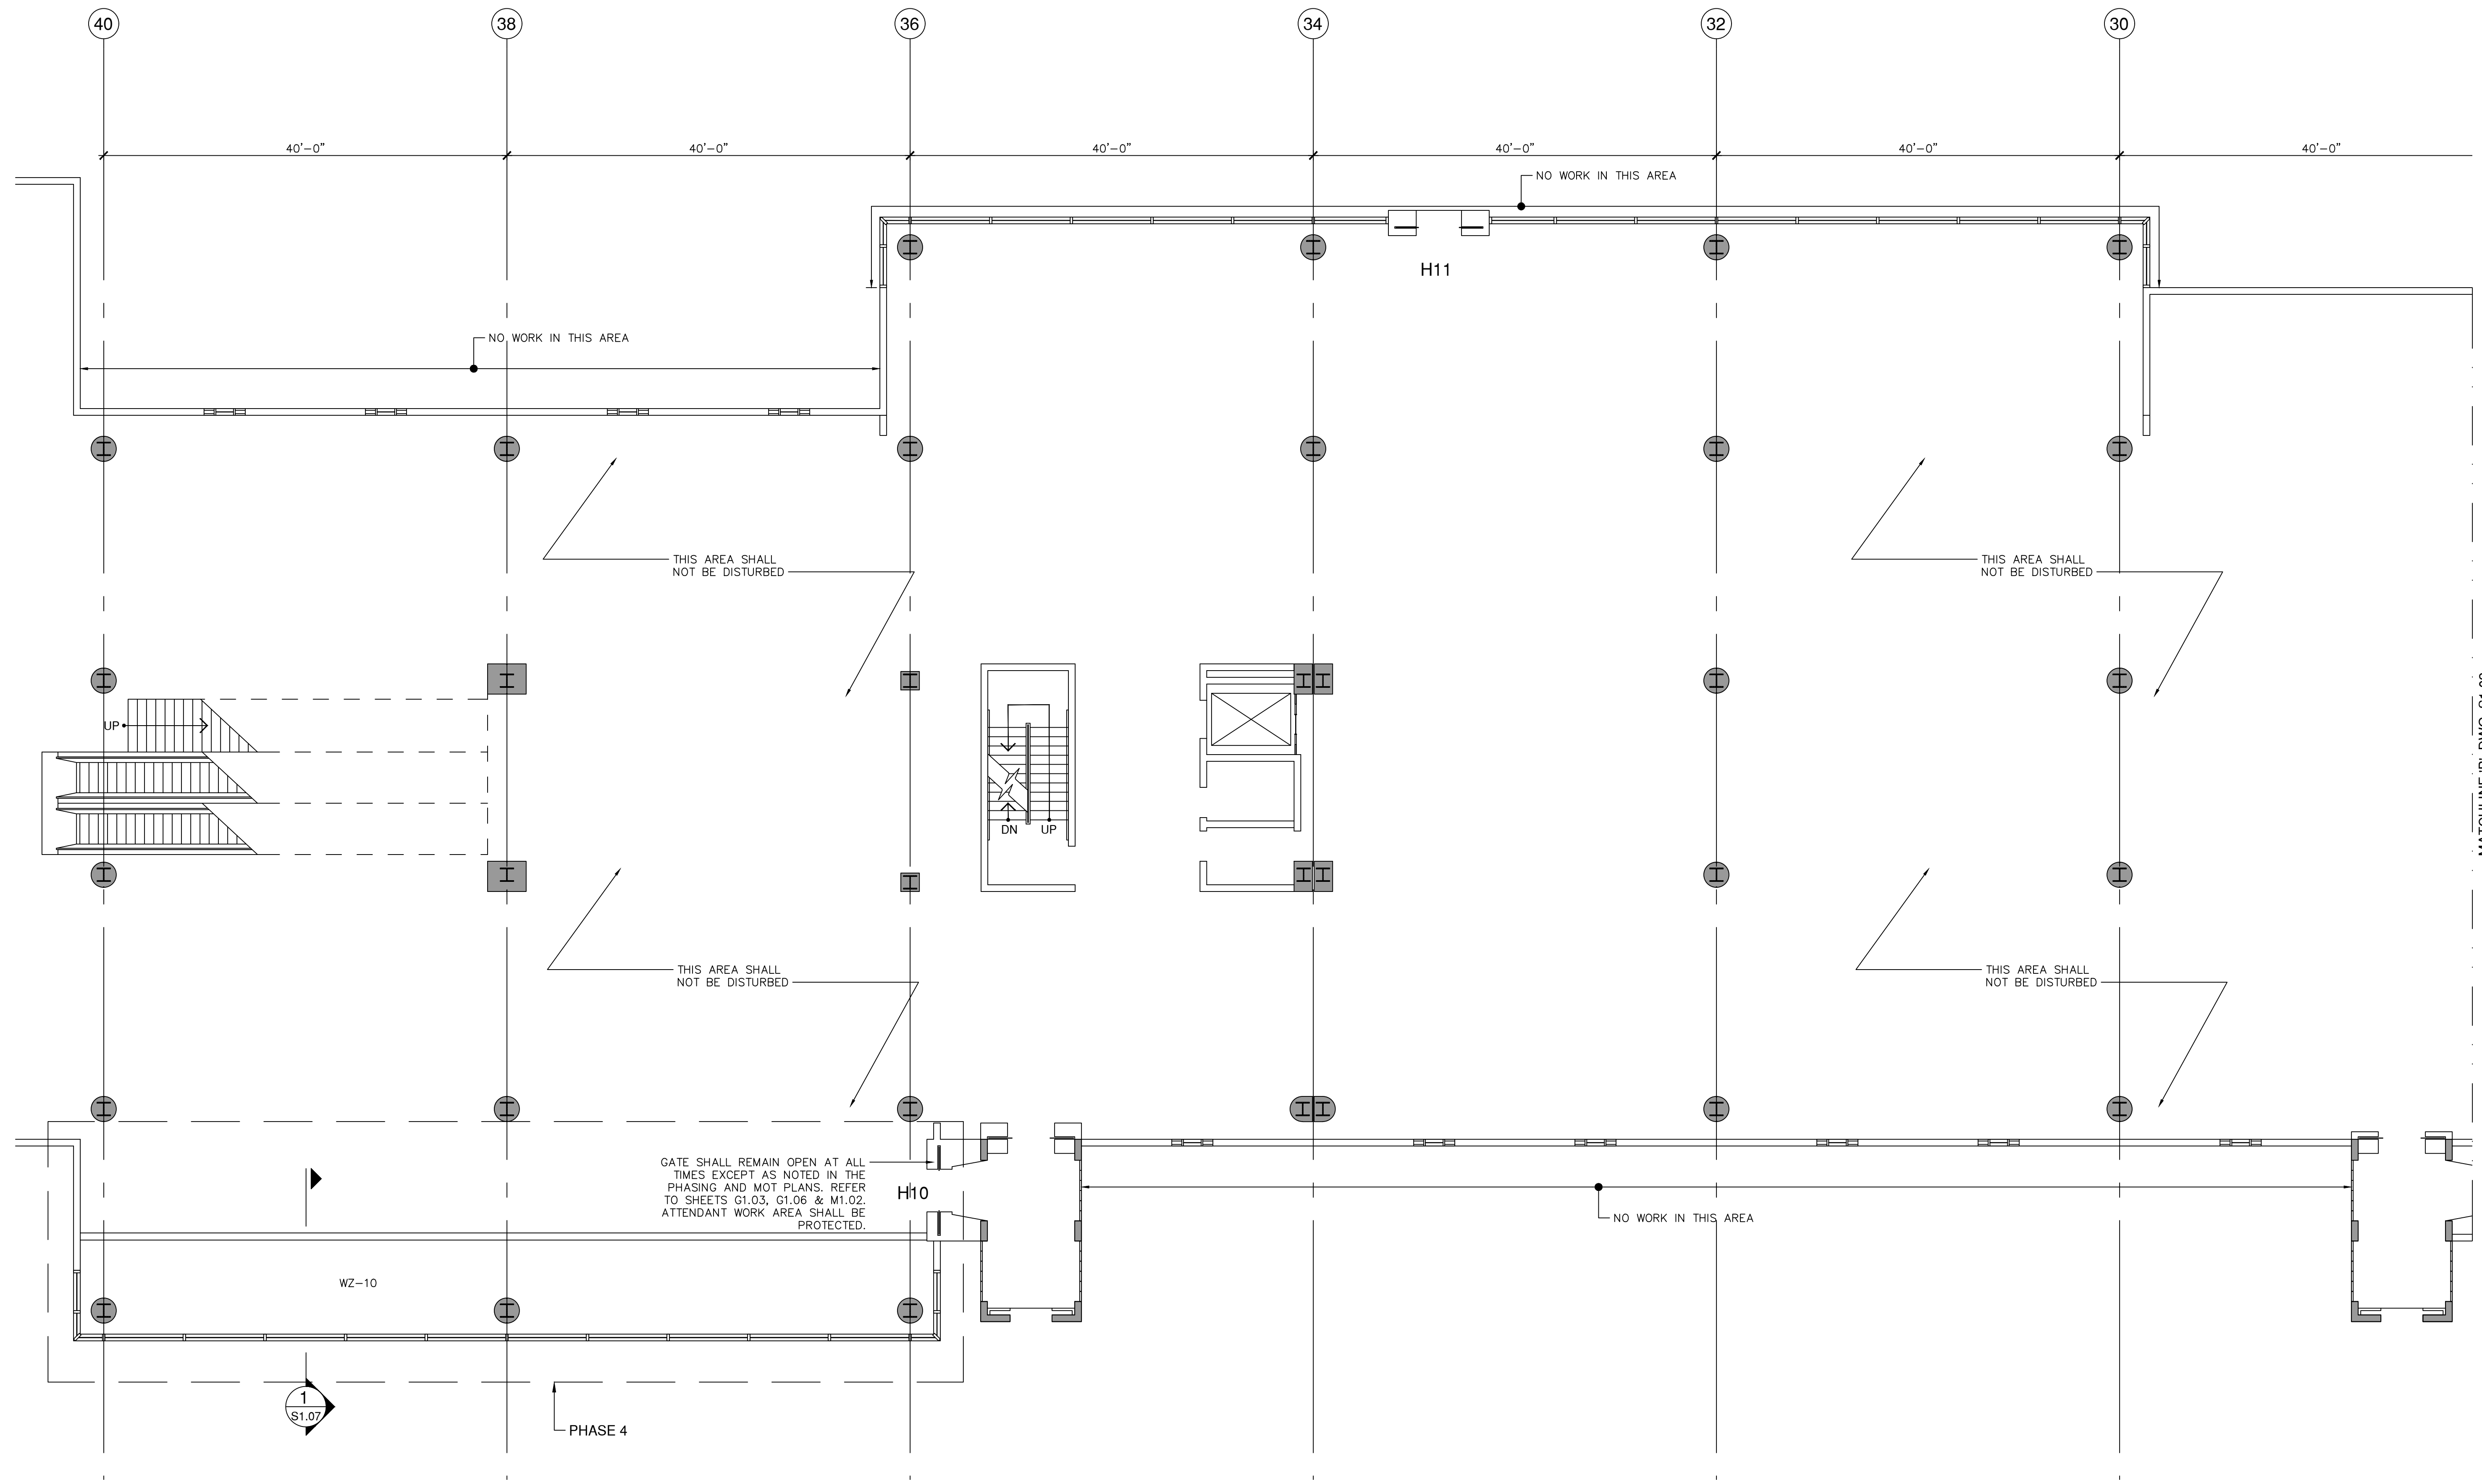 40
38
36
34
32
30
40'-0"
40'-0"
40'-0"
40'-0"
40'-0"
40'-0"
NO WORK IN THIS AREA
H11
NO WORK IN THIS AREA
THIS AREA SHALL
NOT BE DISTURBED
THIS AREA SHALL
NOT BE DISTURBED
UP
DN
UP
THIS AREA SHALL
NOT BE DISTURBED
THIS AREA SHALL
NOT BE DISTURBED
GATE SHALL REMAIN OPEN AT ALL
TIMES EXCEPT AS NOTED IN THE
PHASING AND MOT PLANS. REFER
TO SHEETS G1.03, G1.06 & M1.02.
ATTENDANT WORK AREA SHALL BE
PROTECTED.
H10
NO WORK IN THIS AREA
WZ-10
1
S1.07
PHASE 4